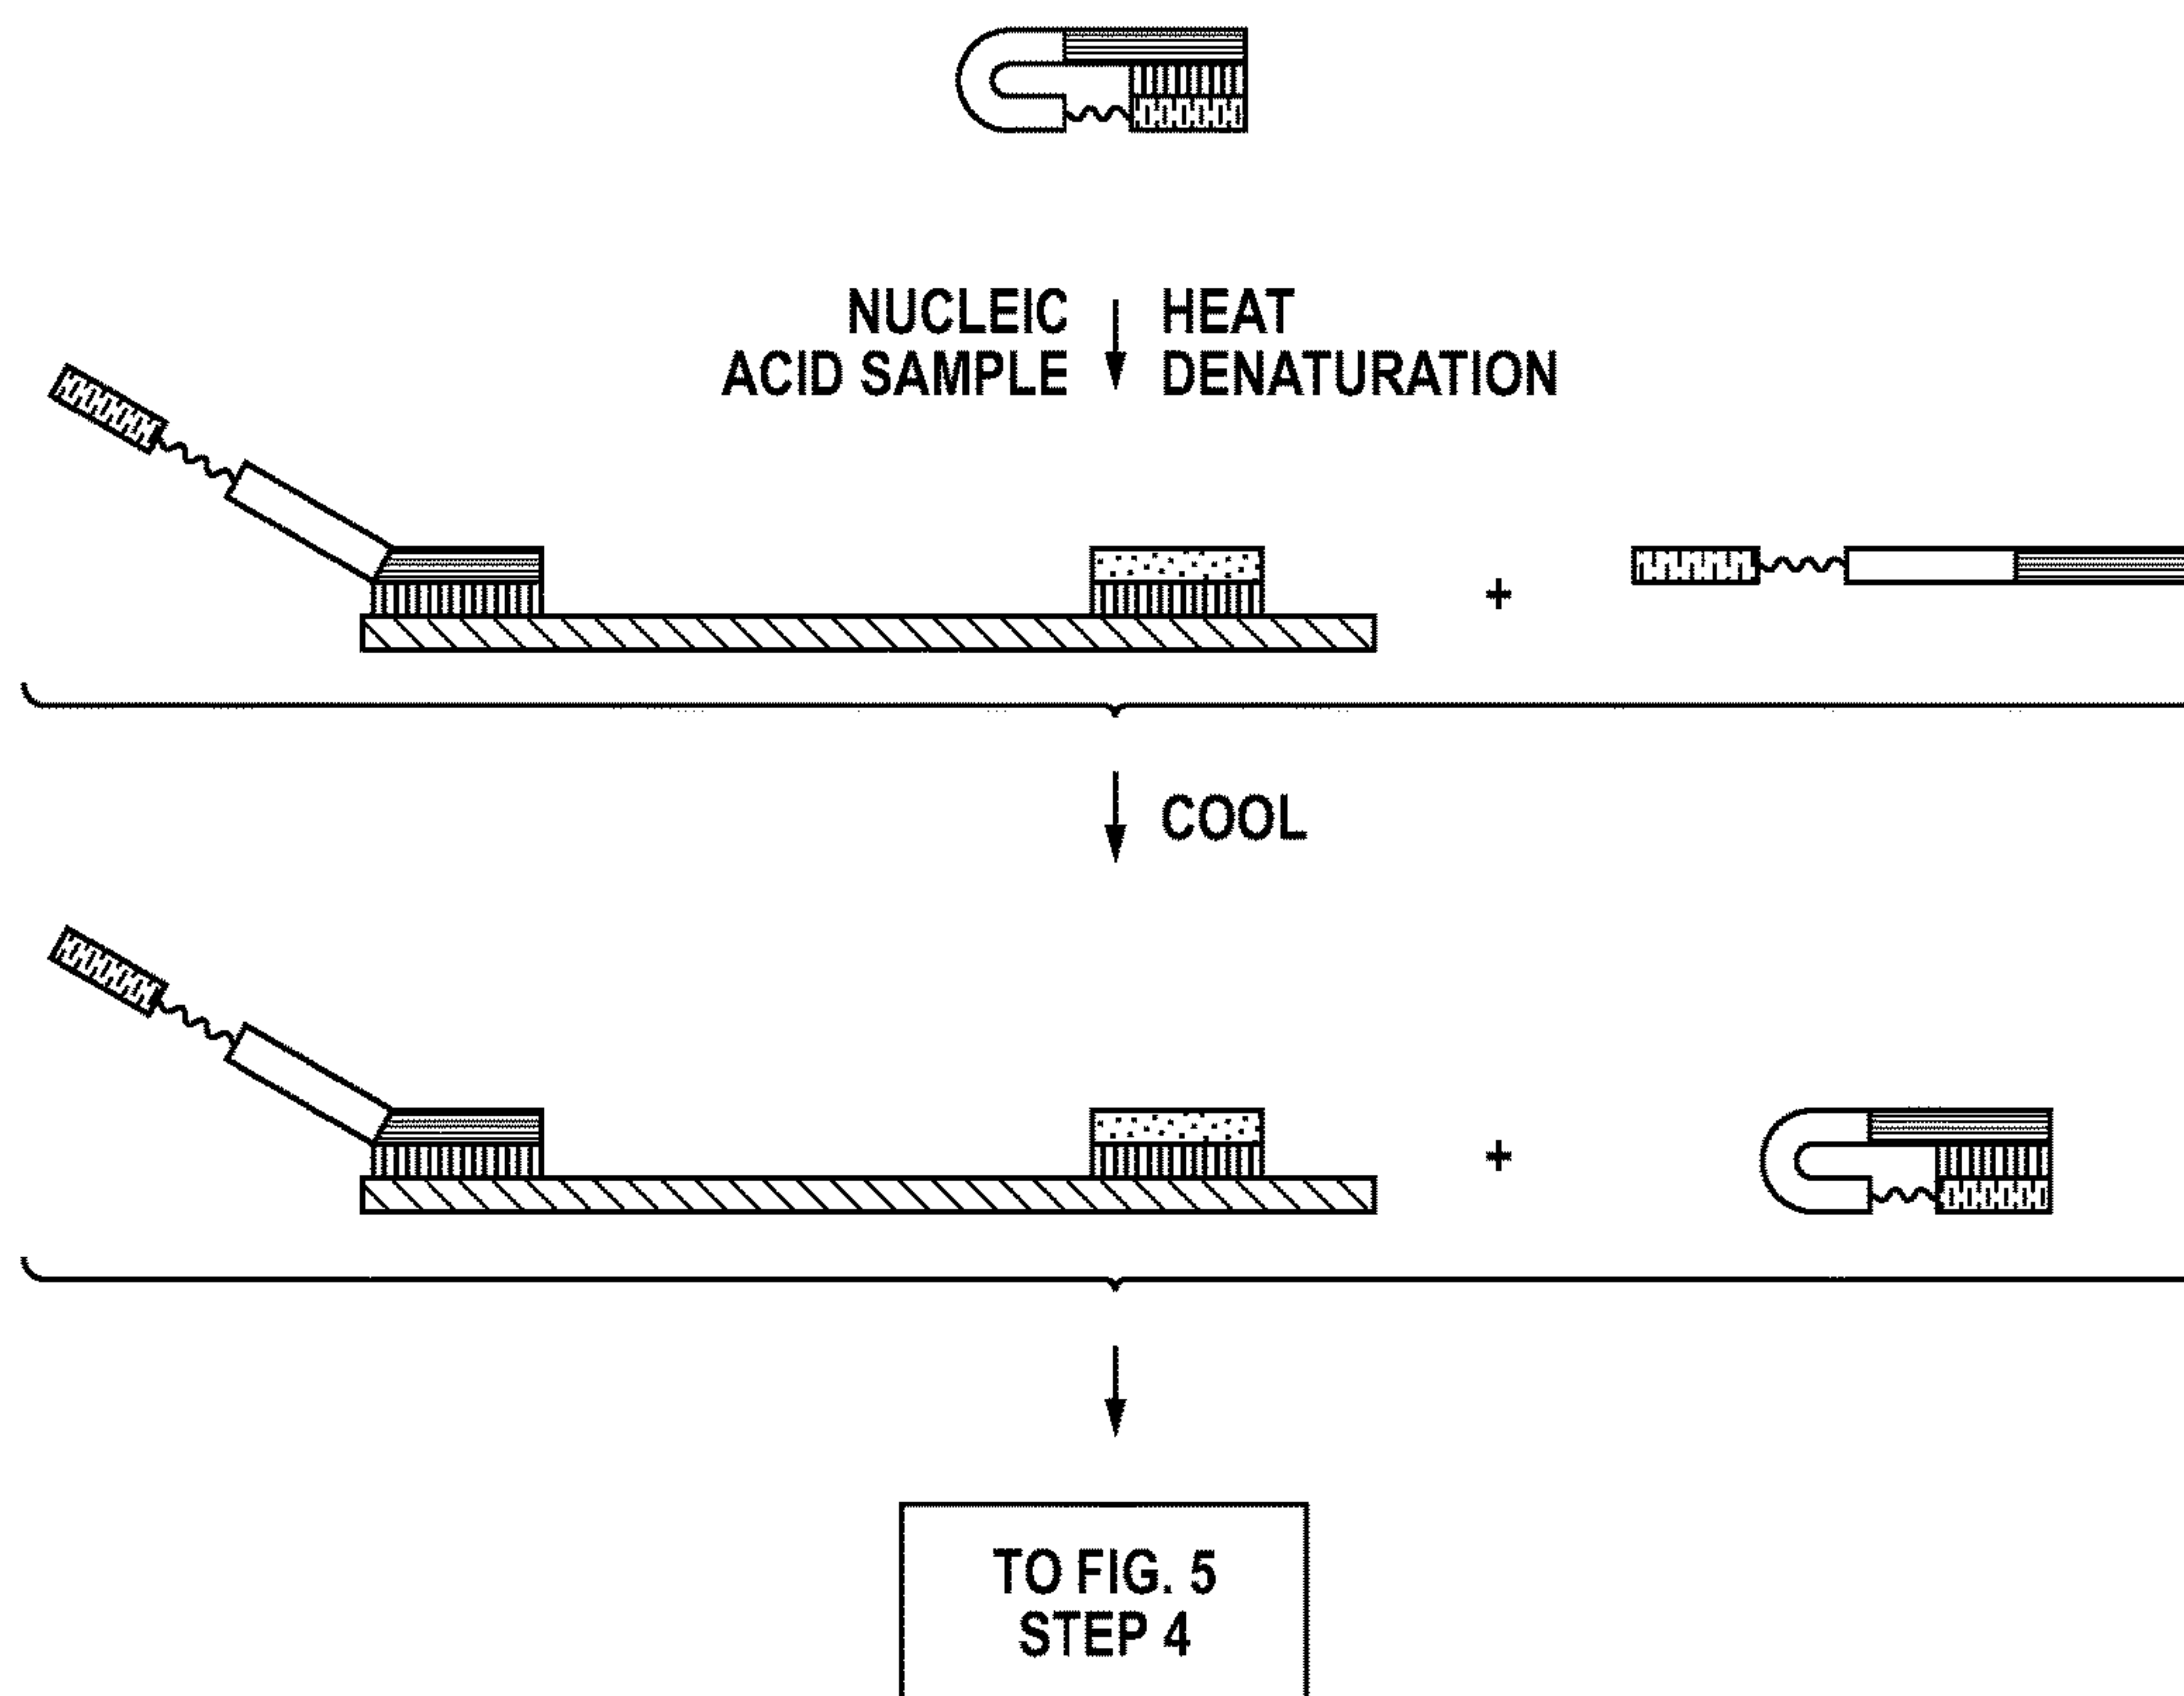 NUCLEIC HEAT
ACID SAMPLE DENATURATION
+
COOL
+
TO FIG. 5
STEP 4